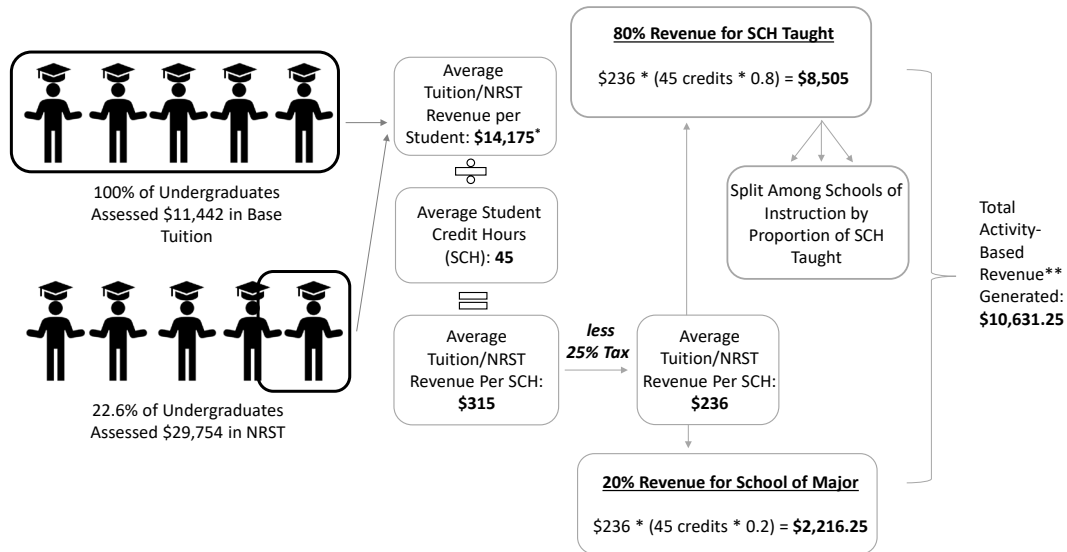 100% of Undergraduates
Assessed $11,442 in Base
Tuition
22.6% of Undergraduates
Assessed $29,754 in NRST
Average
Tuition/NRST
Revenue per
Student: $14,175*
÷
Average Student
Credit Hours
(SCH): 45
=
Average
Tuition/NRST
Revenue Per SCH:
$315
less
25% Tax
Average
Tuition/NRST
Revenue Per SCH:
$236
80% Revenue for SCH Taught
$236 * (45 credits * 0.8) = $8,505
Split Among Schools of
Instruction by
Proportion of SCH
Taught
20% Revenue for School of Major
$236 * (45 credits * 0.2) = $2,216.25
Total
Activity-
Based
Revenue**
Generated:
$10,631.25